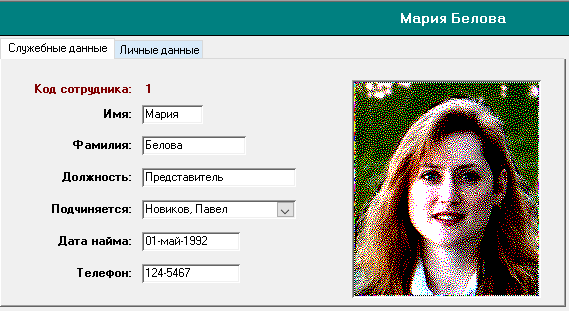 Мария Белова
Служебные данные Личные данные
Код сотрудника: 1
Имя: Мария
Фамилия: Белова
Должность: Представитель
Подчиняется: Новиков, Павел
Дата найма: 01-май-1992
Телефон: 124-5467